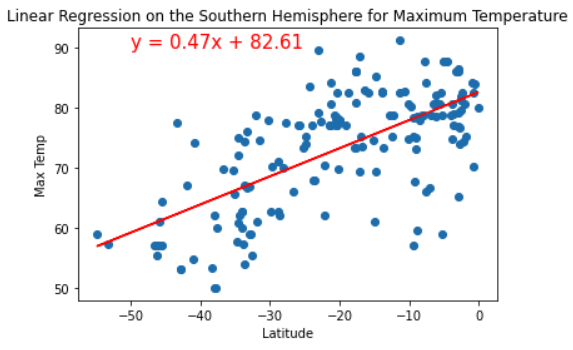 Linear Regression on the Southern Hemisphere for Maximum Temperature
y = 0.47x + 82.61
90
80
70
60
50
Max Temp
−50
−40
−30
−20
−10
0
Latitude